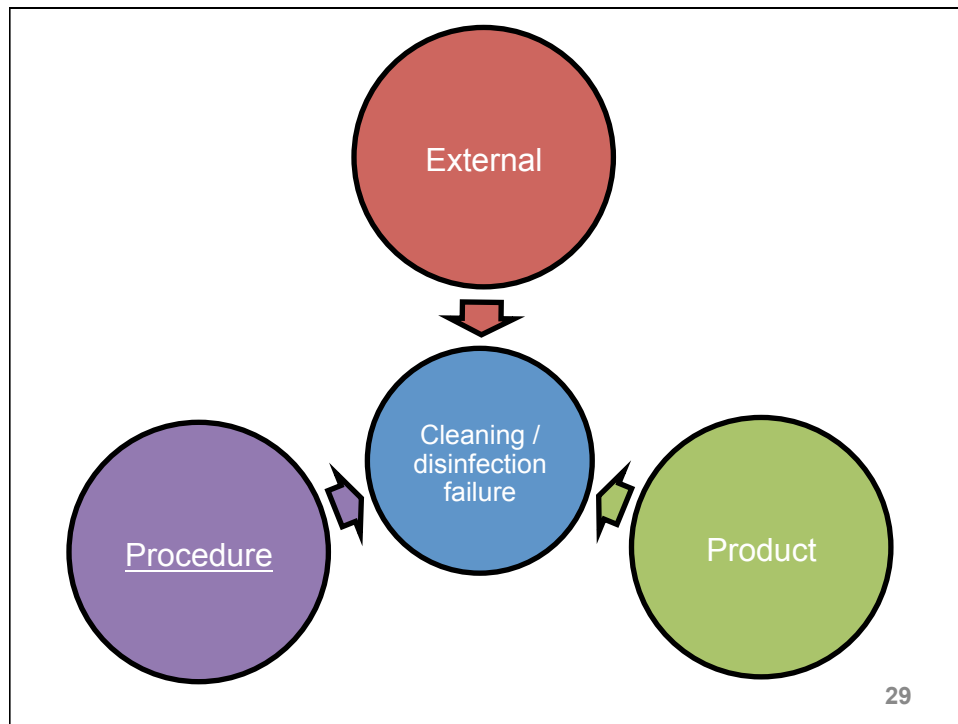 External
Cleaning /
disinfection
failure
Procedure
Product
29